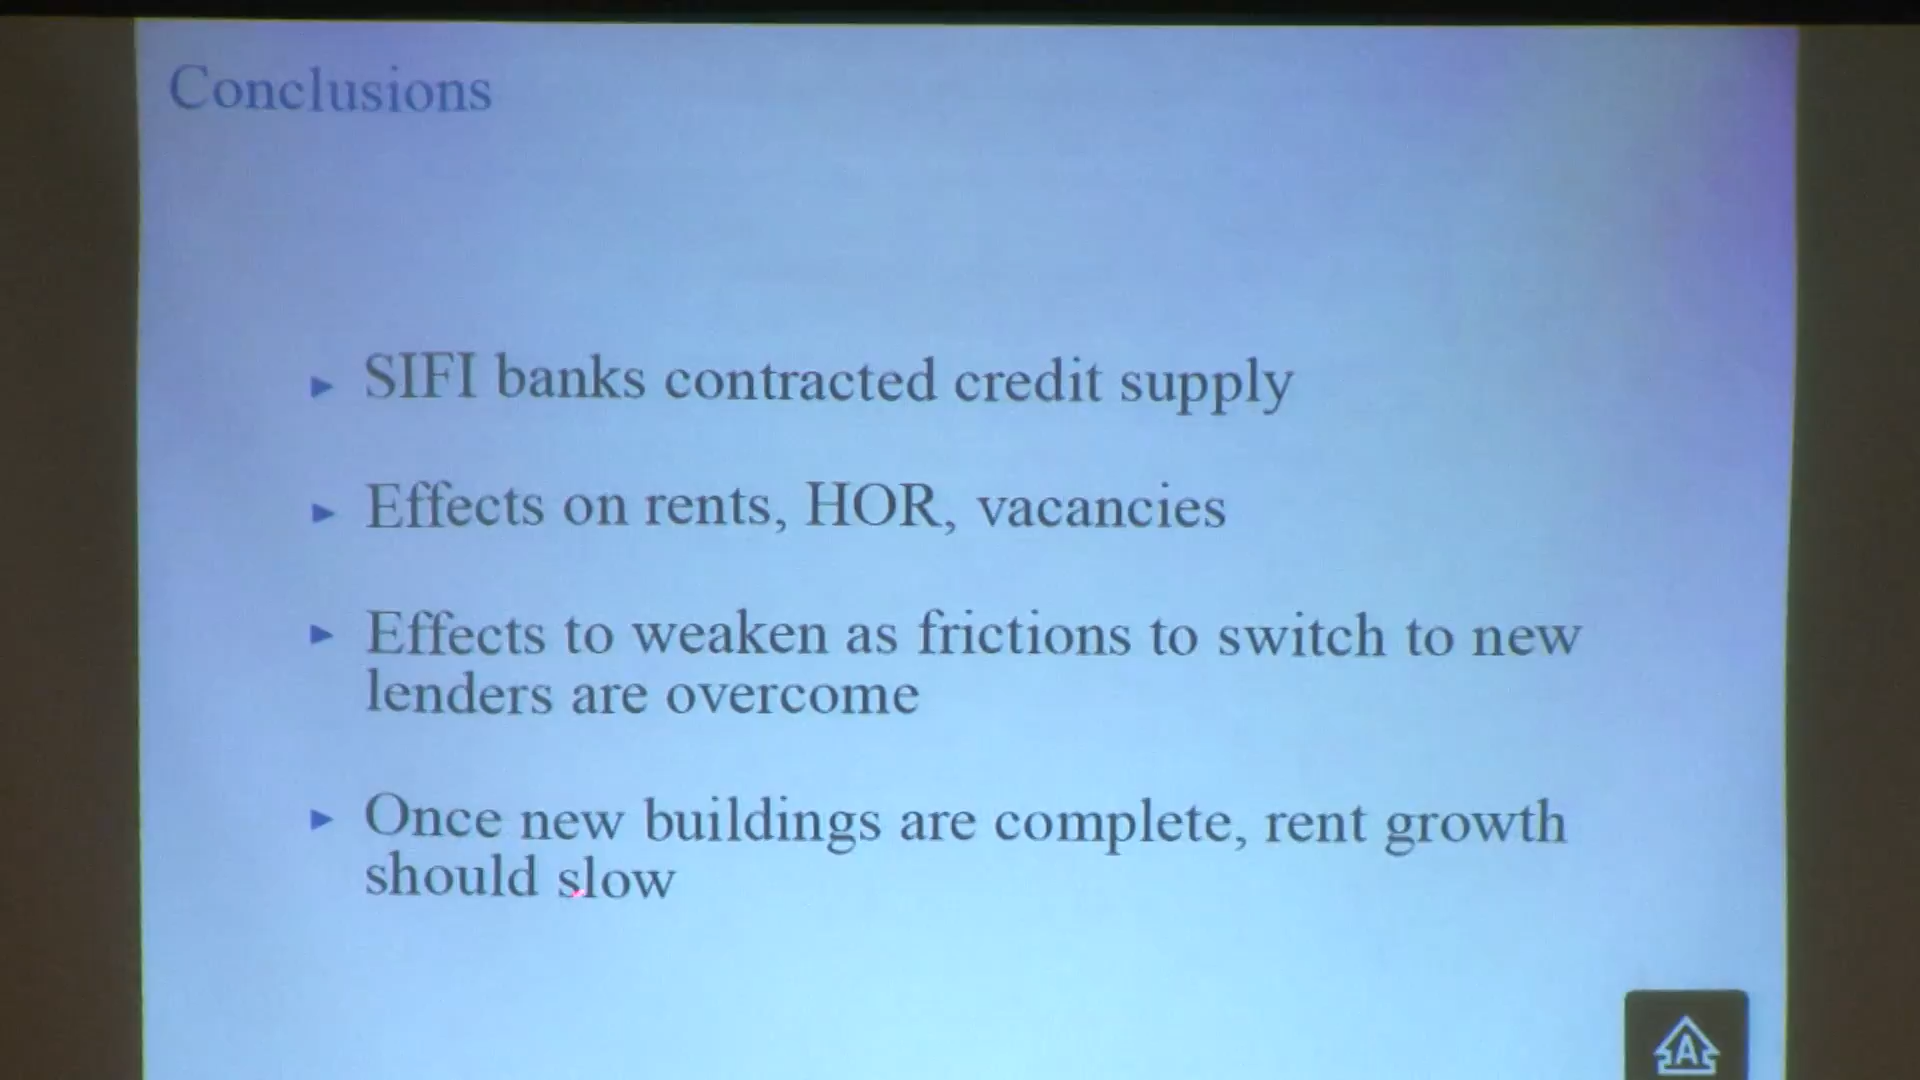 Conclusions
► SIFI banks contracted credit supply
► Effects on rents, HOR, vacancies
► Effects to weaken as frictions to switch to new
lenders are overcome
► Once new buildings are complete, rent growth
should slow
A